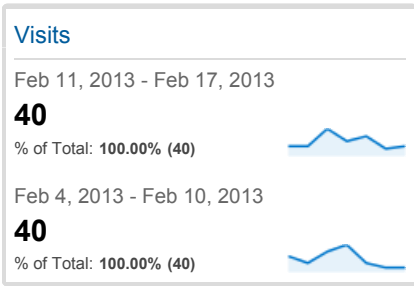 Visits
Feb 11, 2013 - Feb 17, 2013
40
% of Total: 100.00% (40)
Feb 4, 2013 - Feb 10, 2013
40
% of Total: 100.00% (40)